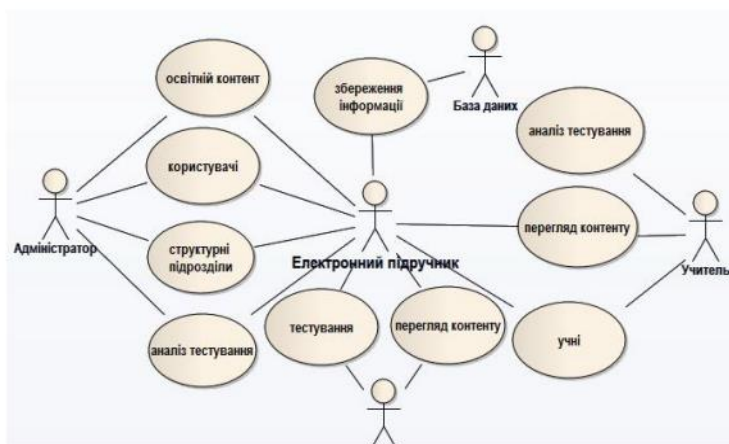 освітній контент
збереження
інформації
База даних
аналіз тестування
користувачі
перегляд контенту
Адміністратор
структурні
підрозділи
Електронний підручник
Учитель
аналіз тестування
тестування
перегляд контенту
учні